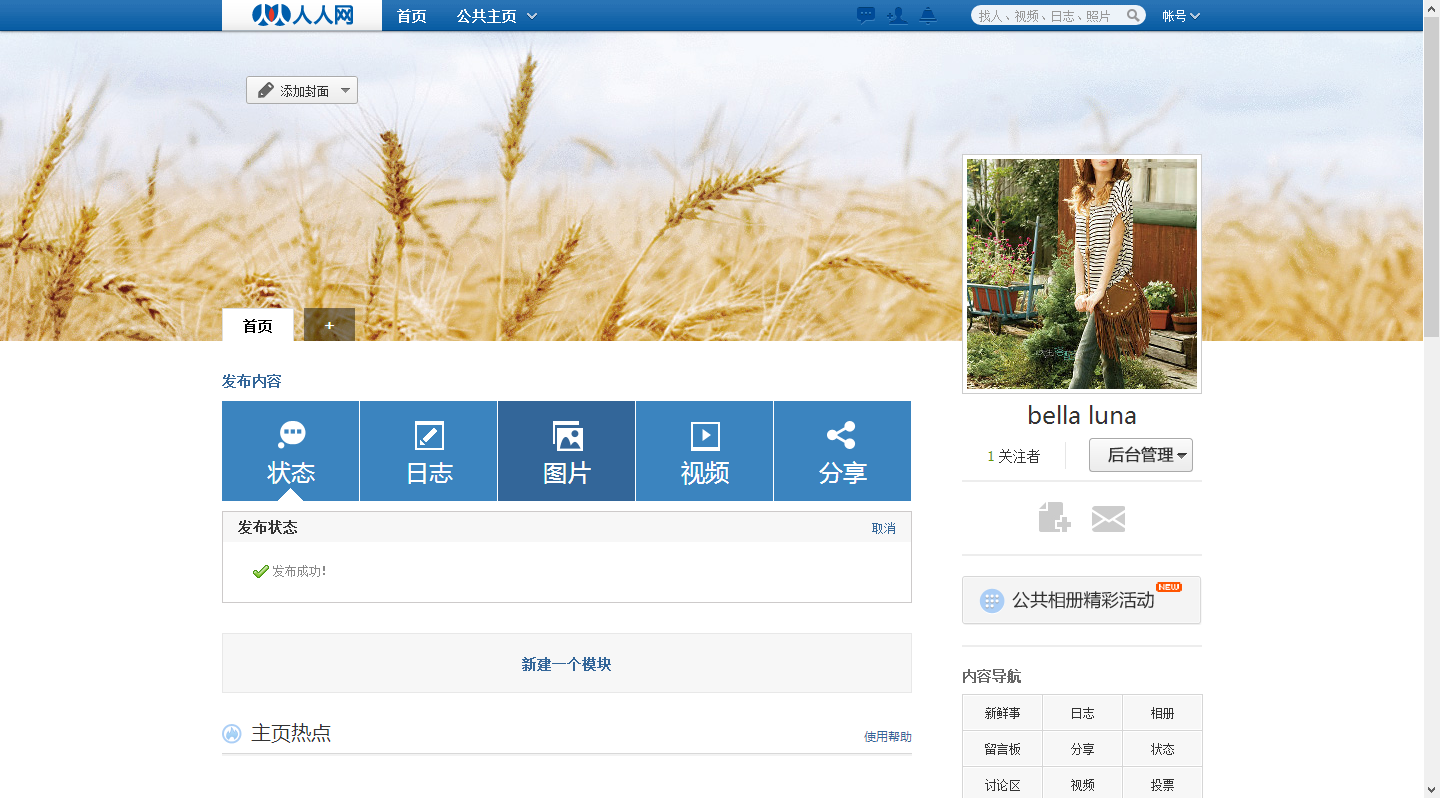 人人网 首页 公共主页 找人、视频、日志、照片 帐号
添加封面
首页 +
发布内容
状态 日志 图片 视频 分享
发布状态 取消
发布成功!
新建一个模块
主页热点 使用帮助
bella luna
1 关注者 后台管理
公共相册精彩活动 NEW
内容导航
新鲜事 日志 相册
留言板 分享 状态
讨论区 视频 投票